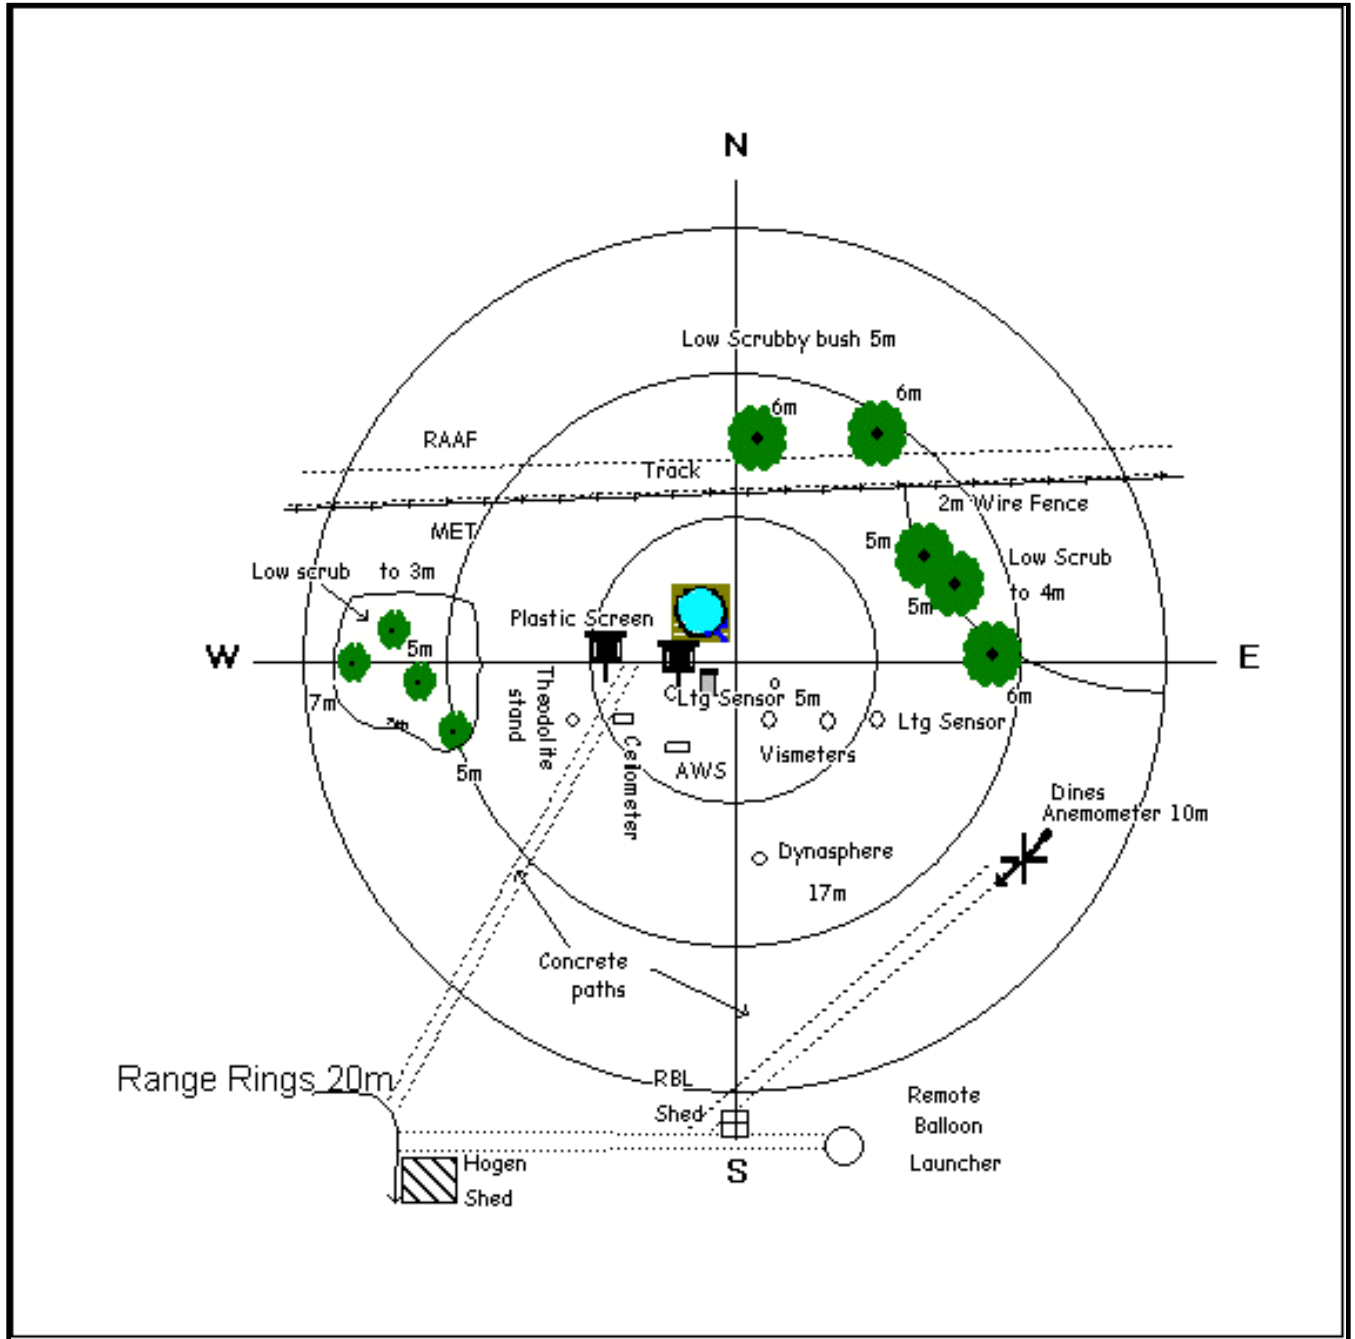 N
Low Scrubby bush 5m
6m
6m
RAAF
Track
2m Wire Fence
MET
5m
Low Scrub
to 4m
Low scrub
to 3m
5m
Plastic Screen
5m
W
E
7m
Theodolite
stand
Ltg Sensor 5m
6m
Ltg Sensor
5m
Ceiometer
AWS
Vismeters
Dines
Anemometer 10m
Dynasphere
17m
Concrete
paths
Range Rings 20m
RBL
Shed
Remote
Balloon
Launcher
Hogen
Shed
S